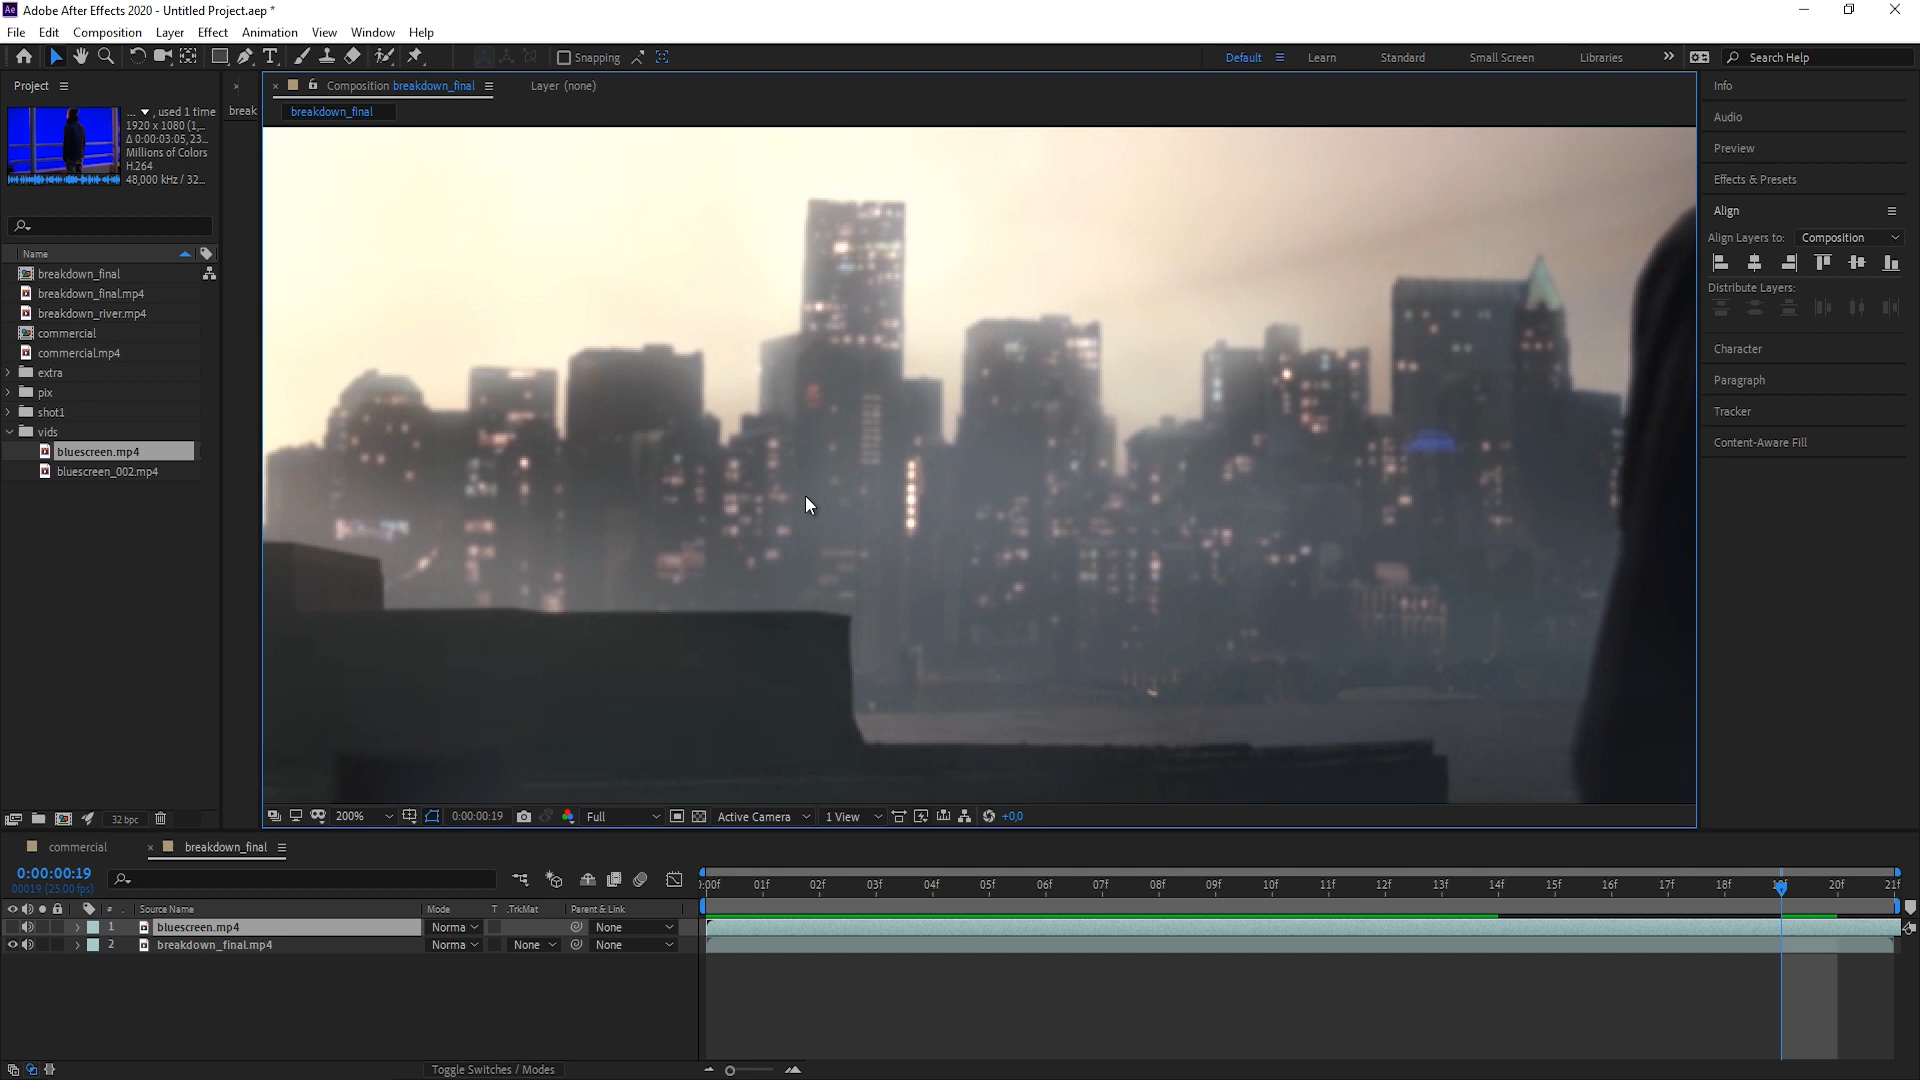 Adobe After Effects 2020 - Untitled Project.aep *
File Edit Composition Layer Effect Animation View Window Help
Snapping
Default Learn Standard Small Screen Libraries Search Help
Project
Composition breakdown_final Layer (none)
... , used 1 time
break
breakdown_final
1920 x 1080 (1,...
Δ 0:00:03:05, 23...
Millions of Colors
H.264
48,000 kHz / 32...
Name
breakdown_final
breakdown_final.mp4
breakdown_river.mp4
commercial
commercial.mp4
extra
pix
shot1
vids
bluescreen.mp4
bluescreen_002.mp4
Info
Audio
Preview
Effects & Presets
Align
Align Layers to: Composition
Distribute Layers:
Character
Paragraph
Tracker
Content-Aware Fill
32 bpc
200% 0:00:00:19 Full Active Camera 1 View +0,0
commercial breakdown_final
0:00:00:19
00019 (25.00 fps)
Source Name Mode T .TrkMat Parent & Link
1 bluescreen.mp4 Norma None
2 breakdown_final.mp4 Norma None None
):00f 01f 02f 03f 04f 05f 06f 07f 08f 09f 10f 11f 12f 13f 14f 15f 16f 17f 18f 20f 21f
Toggle Switches / Modes